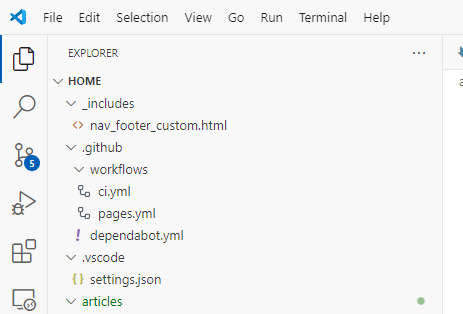 File Edit Selection View Go Run Terminal Help
EXPLORER
HOME
_includes
nav_footer_custom.html
.github
workflows
ci.yml
pages.yml
dependabot.yml
.vscode
settings.json
articles
5